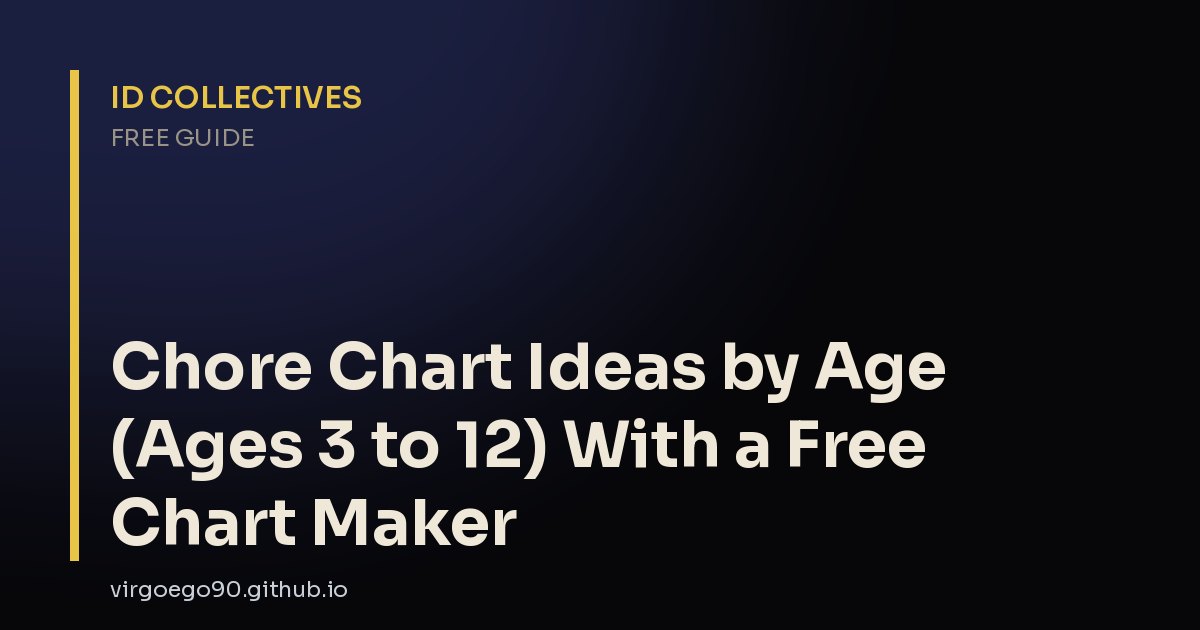 ID COLLECTIVES
FREE GUIDE
Chore Chart Ideas by Age
(Ages 3 to 12) With a Free
Chart Maker
virgoego90.github.io